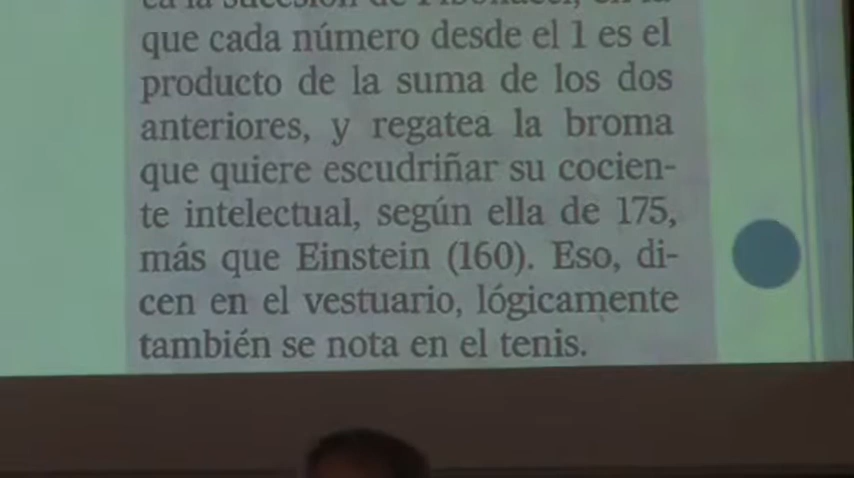 que cada número desde el 1 es el
producto de la suma de los dos
anteriores, y regatea la broma
que quiere escudriñar su cocien-
te intelectual, según ella de 175,
más que Einstein (160). Eso, di-
cen en el vestuario, lógicamente
también se nota en el tenis.